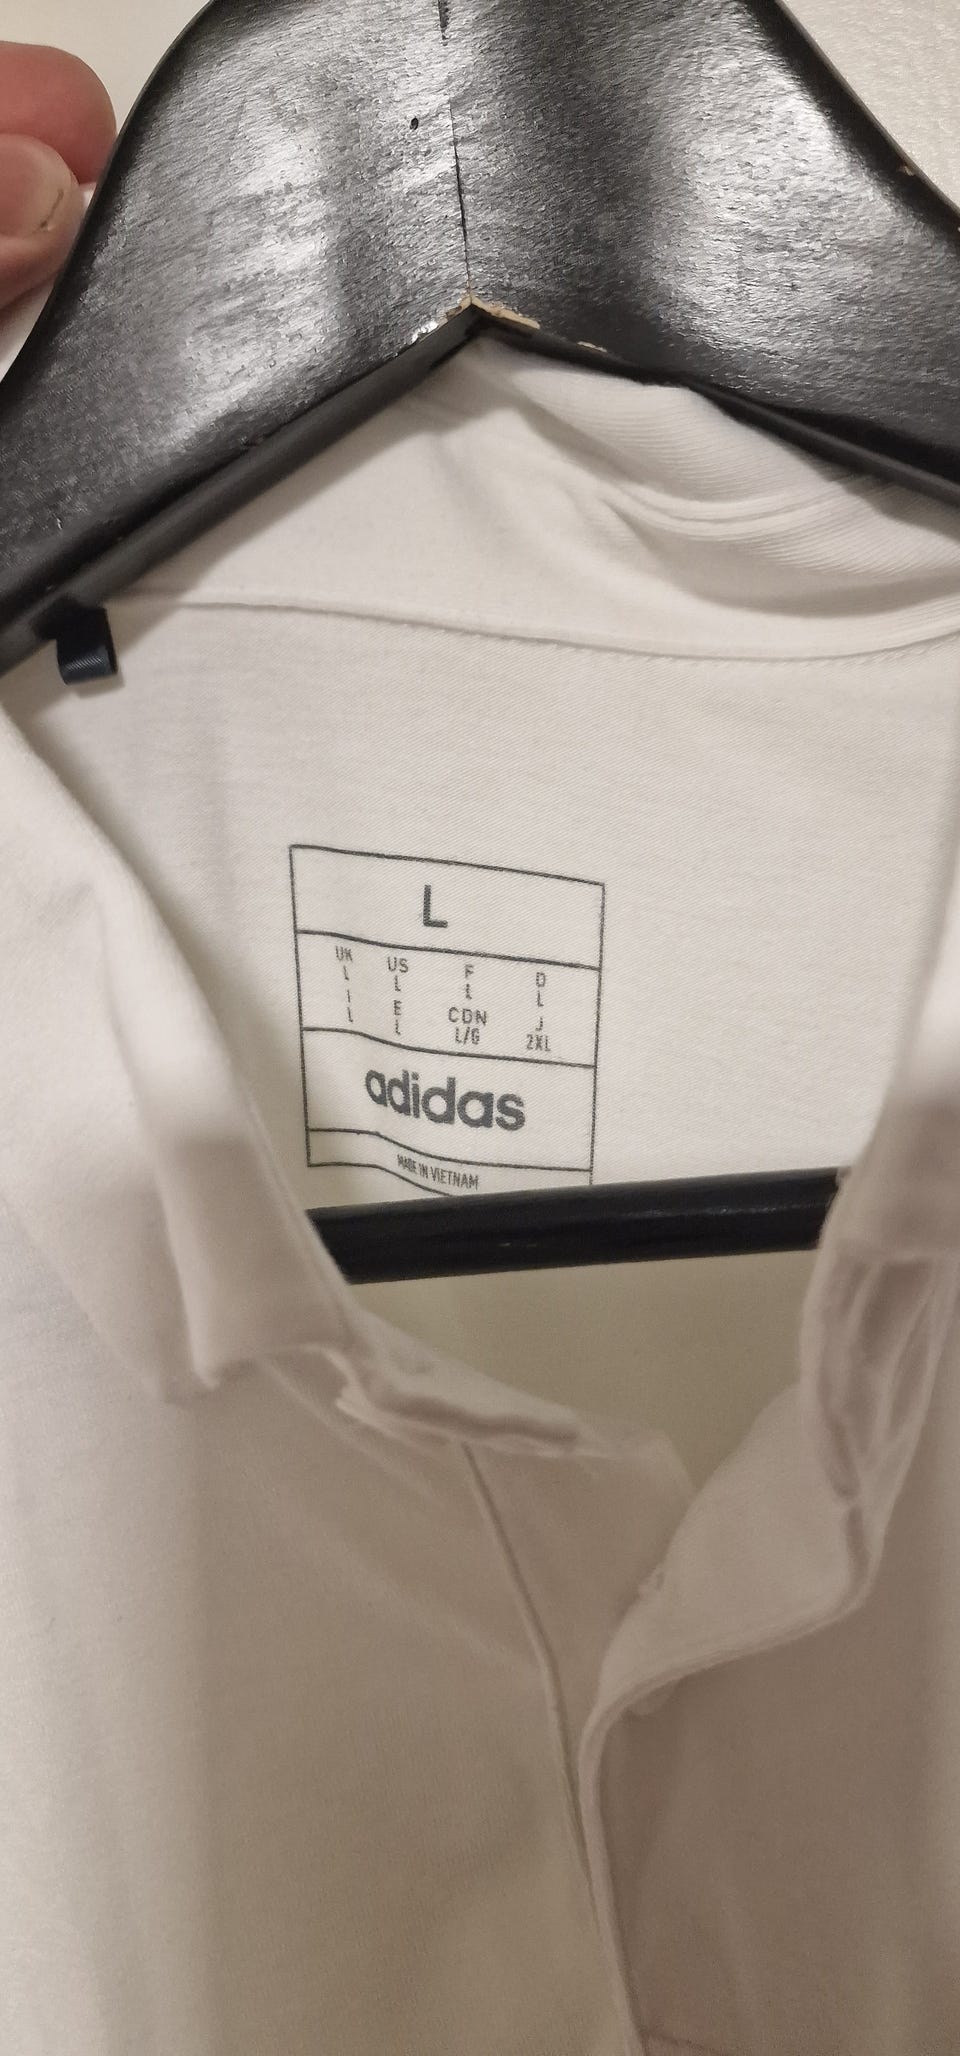 L
UK US F D
L L L L
I E CDN J
L L L/G 2XL
adidas
MADE IN VIETNAM